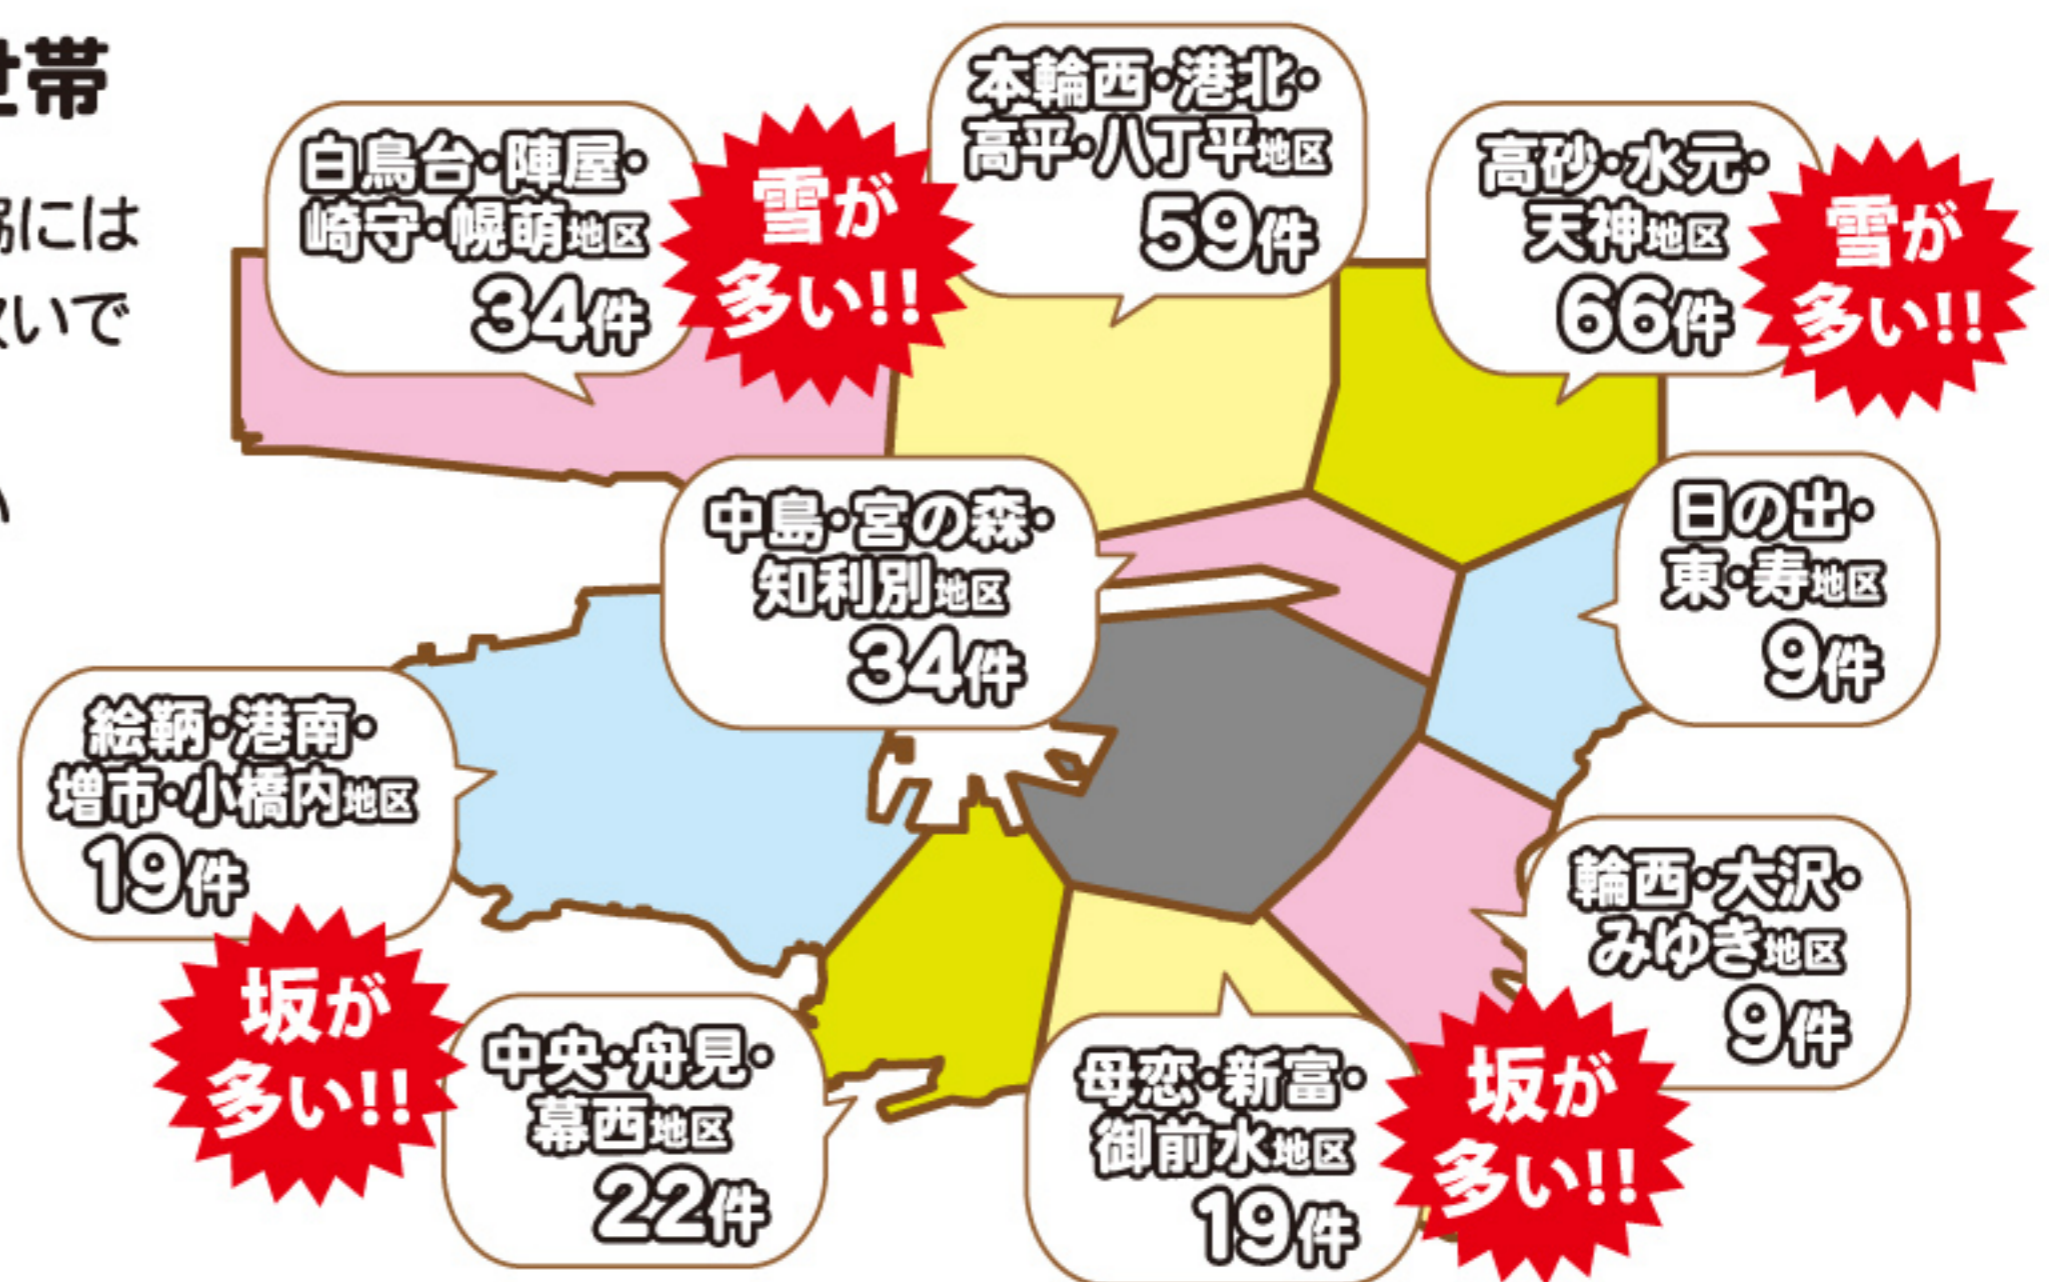 世帯
には
いで
い
白鳥台・陣屋・
崎守・幌萌地区
34件
雪が
多い!!
本輪西・港北・
高平・八丁平地区
59件
高砂・水元・
天神地区
66件
雪が
多い!!
中島・宮の森・
知利別地区
34件
日の出・
東・寿地区
9件
絵鞆・港南・
増市・小橋内地区
19件
坂が
多い!!
中央・舟見・
幕西地区
22件
母恋・新富・
御前水地区
19件
坂が
多い!!
輪西・大沢・
みゆき地区
9件